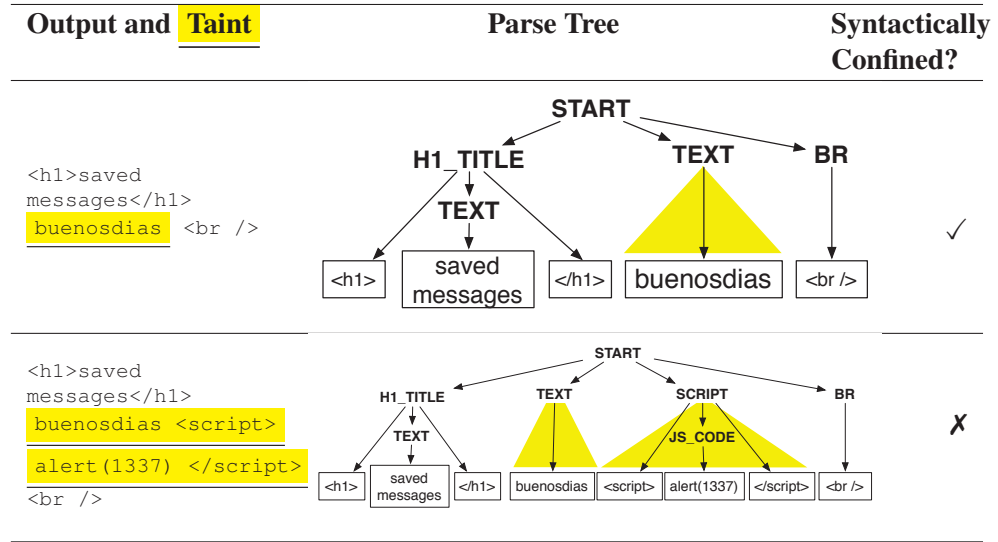 Output and Taint Parse Tree Syntactically
Confined?
<h1>saved
messages</h1>
buenosdias <br />
START
H1_TITLE TEXT BR
TEXT
<h1> saved
messages </h1> buenosdias <br />
✓
<h1>saved
messages</h1>
buenosdias <script>
alert(1337) </script>
<br />
START
H1_TITLE TEXT SCRIPT BR
TEXT JS_CODE
<h1> saved
messages </h1> buenosdias <script> alert(1337) </script> <br />
✗